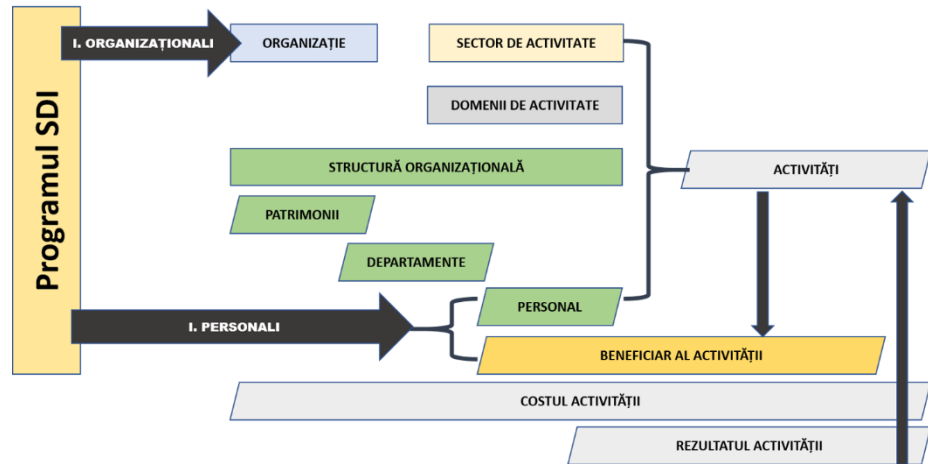 Programul SDI
I. ORGANIZAȚIONALI
ORGANIZAȚIE
SECTOR DE ACTIVITATE
DOMENII DE ACTIVITATE
STRUCTURĂ ORGANIZAȚIONALĂ
ACTIVITĂȚI
PATRIMONII
DEPARTAMENTE
PERSONAL
I. PERSONALI
BENEFICIAR AL ACTIVITĂȚII
COSTUL ACTIVITĂȚII
REZULTATUL ACTIVITĂȚII